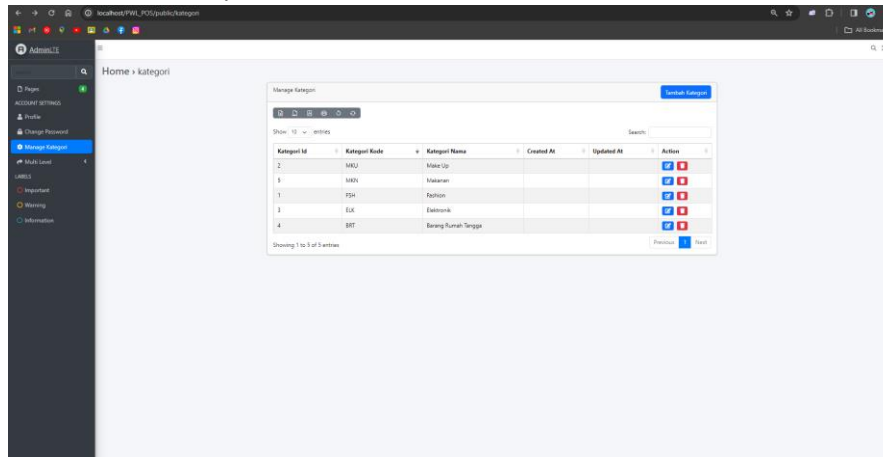 localhost/PWL_POS/public/kategori
All Bookma
AdminLTE
Home › kategori
Pages
4
ACCOUNT SETTINGS
Profile
Change Password
Manage Kategori
Multi Level
LABELS
Important
Warning
Information
Manage Kategori
Tambah Kategori
Show 10 entries
Search:
Kategori Id Kategori Kode Kategori Nama Created At Updated At Action
2 MKU Make Up
5 MKN Makanan
1 FSH Fashion
3 ELK Elektronik
4 BRT Barang Rumah Tangga
Showing 1 to 5 of 5 entries
Previous 1 Next